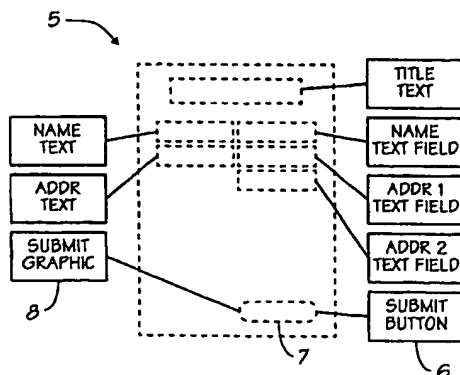 5
TITLE
TEXT
NAME
TEXT
NAME
TEXT FIELD
ADDR
TEXT
ADDR 1
TEXT FIELD
SUBMIT
GRAPHIC
ADDR 2
TEXT FIELD
8
7
SUBMIT
BUTTON
6